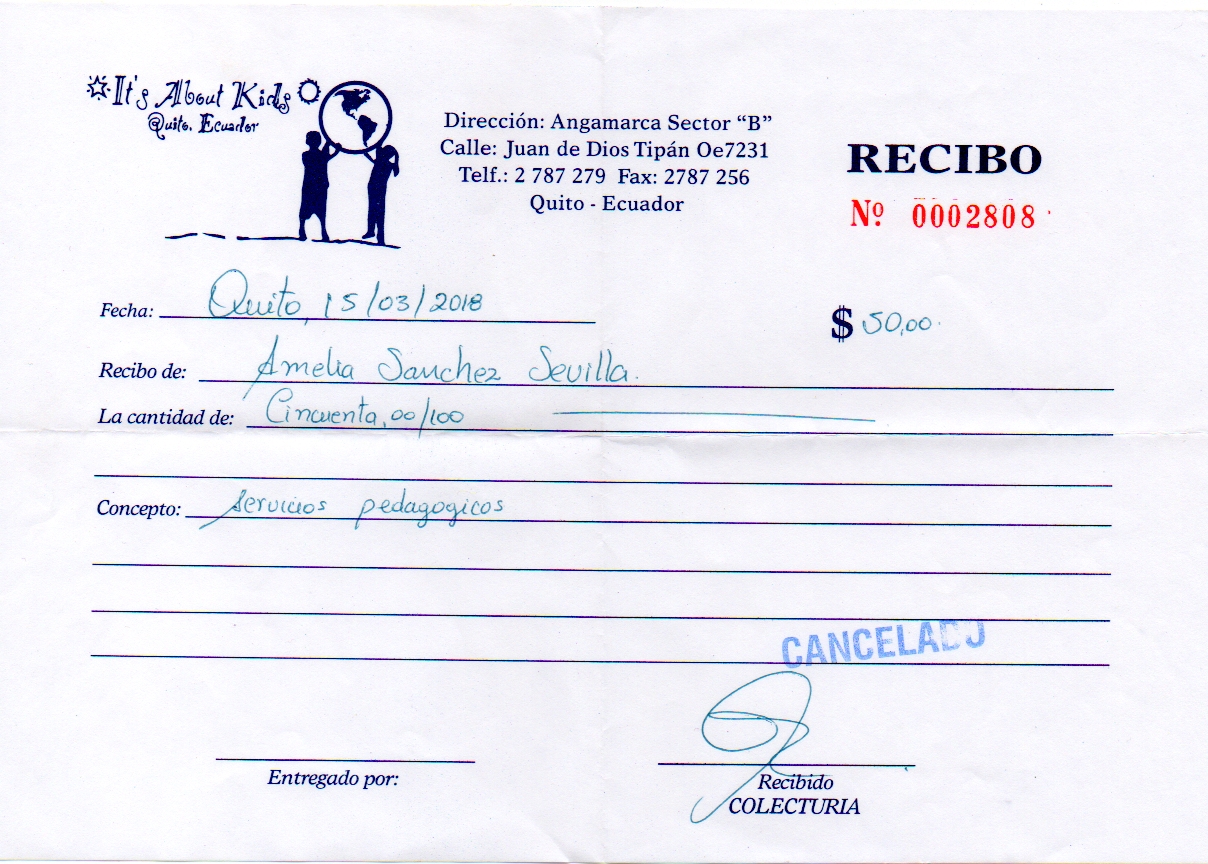 It's About Kids
Quito. Ecuador
Dirección: Angamarca Sector “B”
Calle: Juan de Dios Tipán Oe7231
Telf.: 2 787 279 Fax: 2787 256
Quito - Ecuador
RECIBO
Nº 0002808
Fecha: Quito, 15/03/2018
$ 50,00.
Recibo de: Amelia Sanchez Sevilla.
La cantidad de: Cincuenta, 00/100
Concepto: servicios pedagogicos
CANCELADO
Entregado por:
Recibido
COLECTURIA